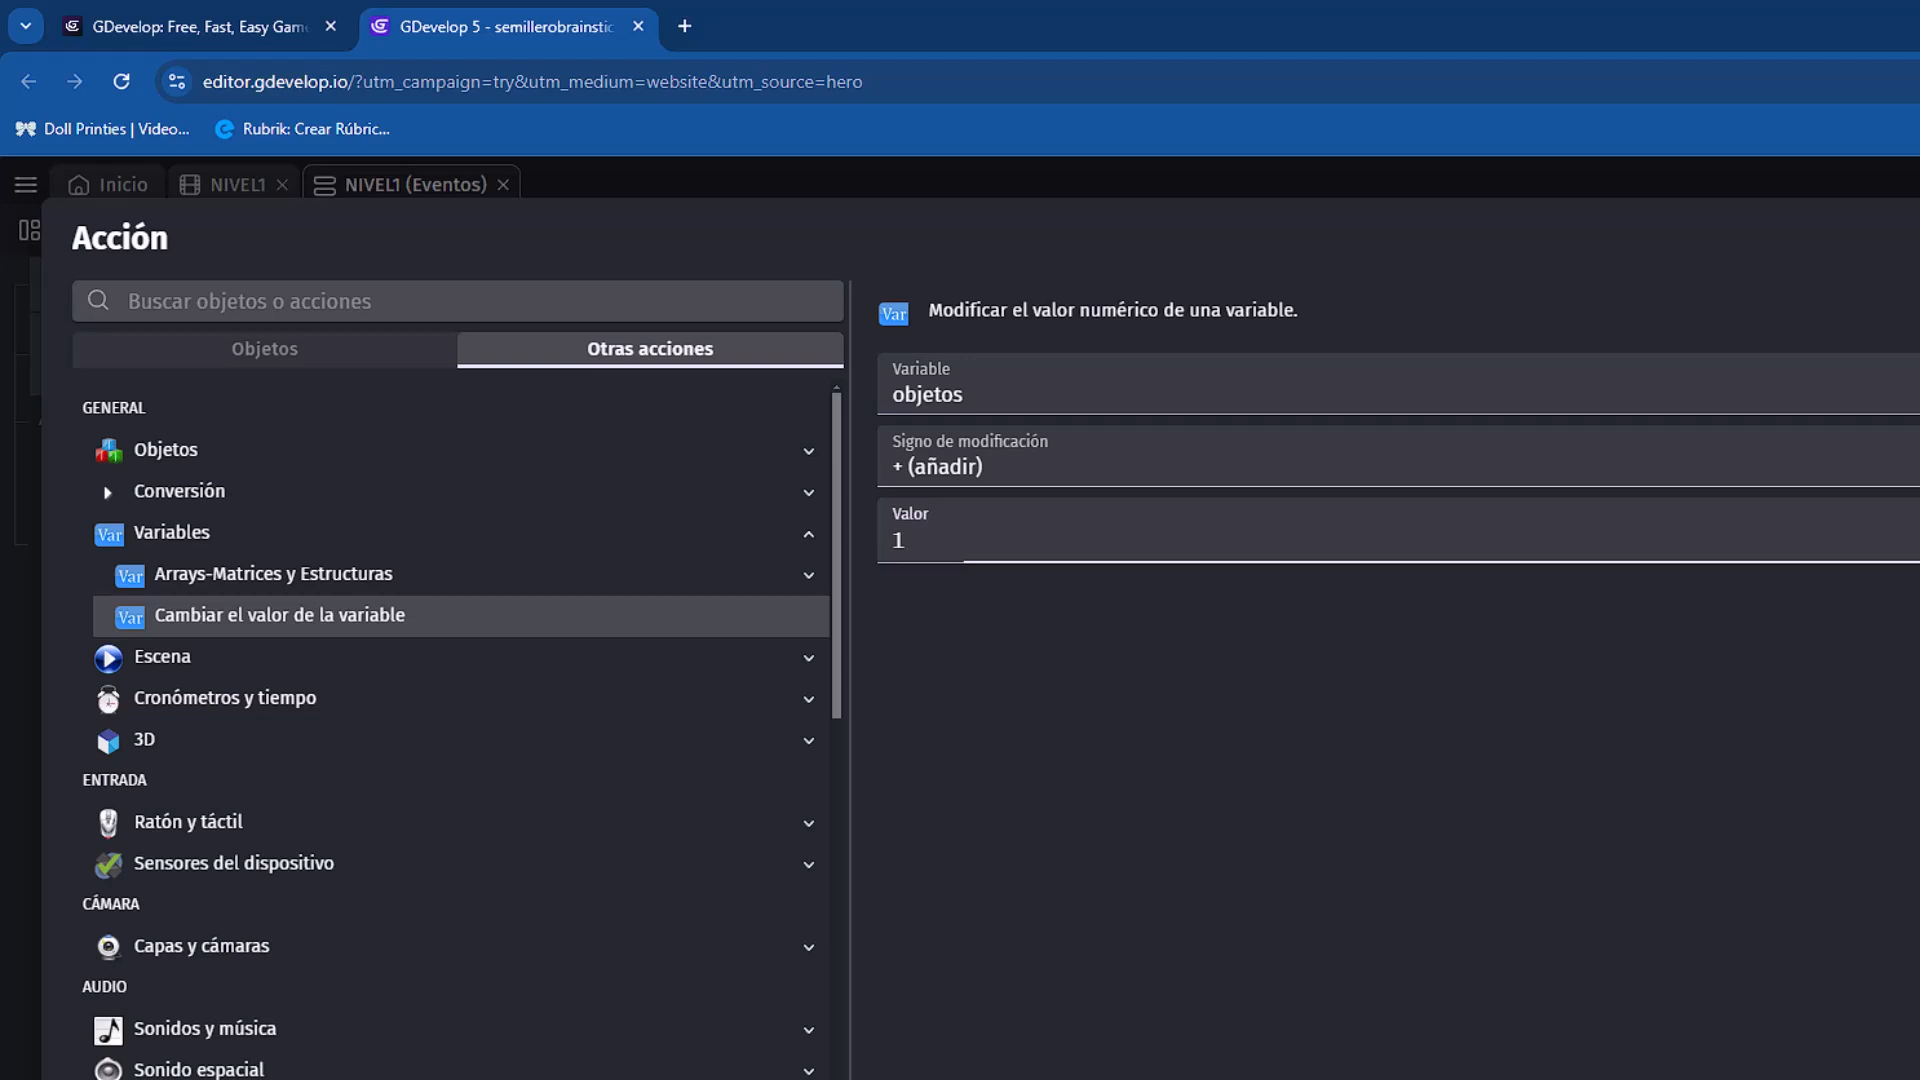 GDevelop: Free, Fast, Easy Gam
GDevelop 5 - semillerobrainstic
editor.gdevelop.io/?utm_campaign=try&utm_medium=website&utm_source=hero
Doll Printies | Video...
Rubrik: Crear Rúbric...
Inicio
NIVEL1
NIVEL1 (Eventos)
Acción
Buscar objetos o acciones
Objetos
Otras acciones
GENERAL
Objetos
Conversión
Var Variables
Var Arrays-Matrices y Estructuras
Var Cambiar el valor de la variable
Escena
Cronómetros y tiempo
3D
ENTRADA
Ratón y táctil
Sensores del dispositivo
CÁMARA
Capas y cámaras
AUDIO
Sonidos y música
Sonido espacial
Var Modificar el valor numérico de una variable.
Variable
objetos
Signo de modificación
+ (añadir)
Valor
1